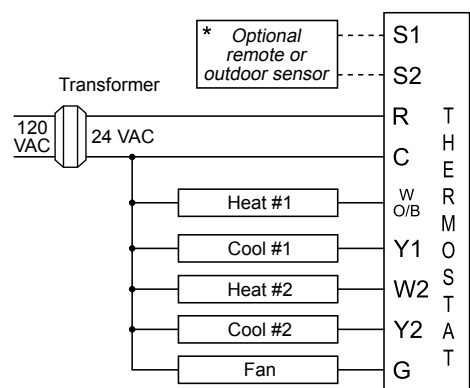 * Optional
remote or
outdoor sensor
S1
S2
Transformer
120
VAC
24 VAC
R
C
Heat #1
W
O/B
Cool #1
Y1
Heat #2
W2
Cool #2
Y2
Fan
G
THERMOSTAT